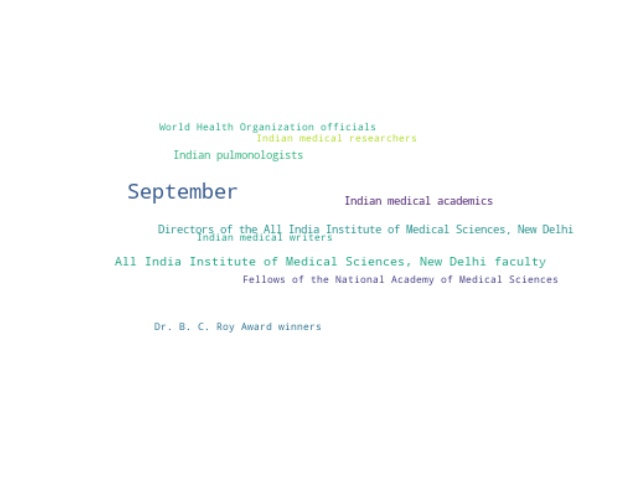 World Health Organization officials
Indian medical researchers
Indian pulmonologists
September
Indian medical academics
Directors of the All India Institute of Medical Sciences, New Delhi
Indian medical writers
All India Institute of Medical Sciences, New Delhi faculty
Fellows of the National Academy of Medical Sciences
Dr. B. C. Roy Award winners